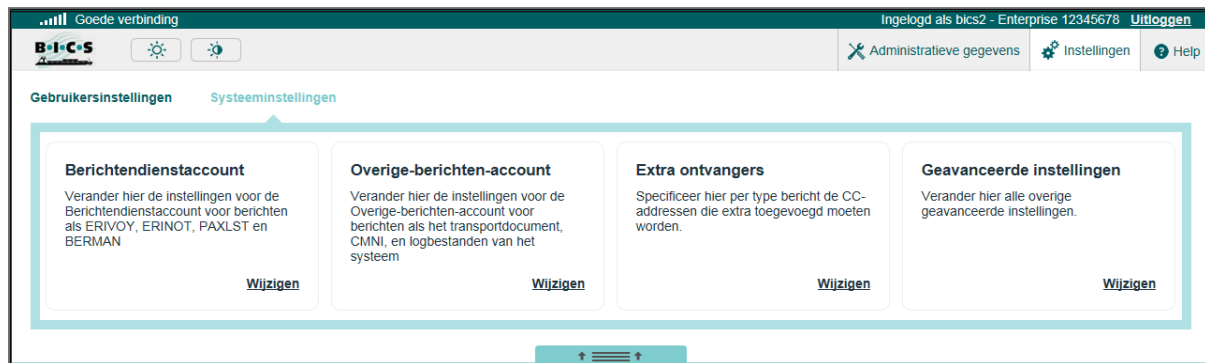 Goede verbinding
Ingelogd als bics2 - Enterprise 12345678 Uitloggen
B•I•C•S
Administratieve gegevens
Instellingen
Help
Gebruikersinstellingen
Systeeminstellingen
Berichtendienstaccount
Verander hier de instellingen voor de
Berichtendienstaccount voor berichten
als ERIVOY, ERINOT, PAXLST en
BERMAN
Wijzigen
Overige-berichten-account
Verander hier de instellingen voor de
Overige-berichten-account voor
berichten als het transportdocument,
CMNI, en logbestanden van het
systeem
Wijzigen
Extra ontvangers
Specificeer hier per type bericht de CC-
addressen die extra toegevoegd moeten
worden.
Wijzigen
Geavanceerde instellingen
Verander hier alle overige
geavanceerde instellingen.
Wijzigen